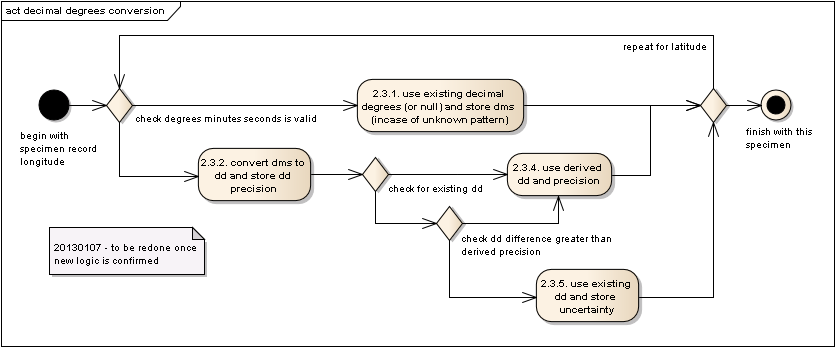 act decimal degrees conversion
repeat for latitude
2.3.1. use existing decimal
degrees (or null) and store dms
(incase of unknown pattern)
check degrees minutes seconds is valid
begin with
specimen record
longitude
finish with this
specimen
2.3.2. convert dms to
dd and store dd
precision
check for existing dd
2.3.4. use derived
dd and precision
check dd difference greater than
derived precision
20130107 - to be redone once
new logic is confirmed
2.3.5. use existing
dd and store
uncertainty